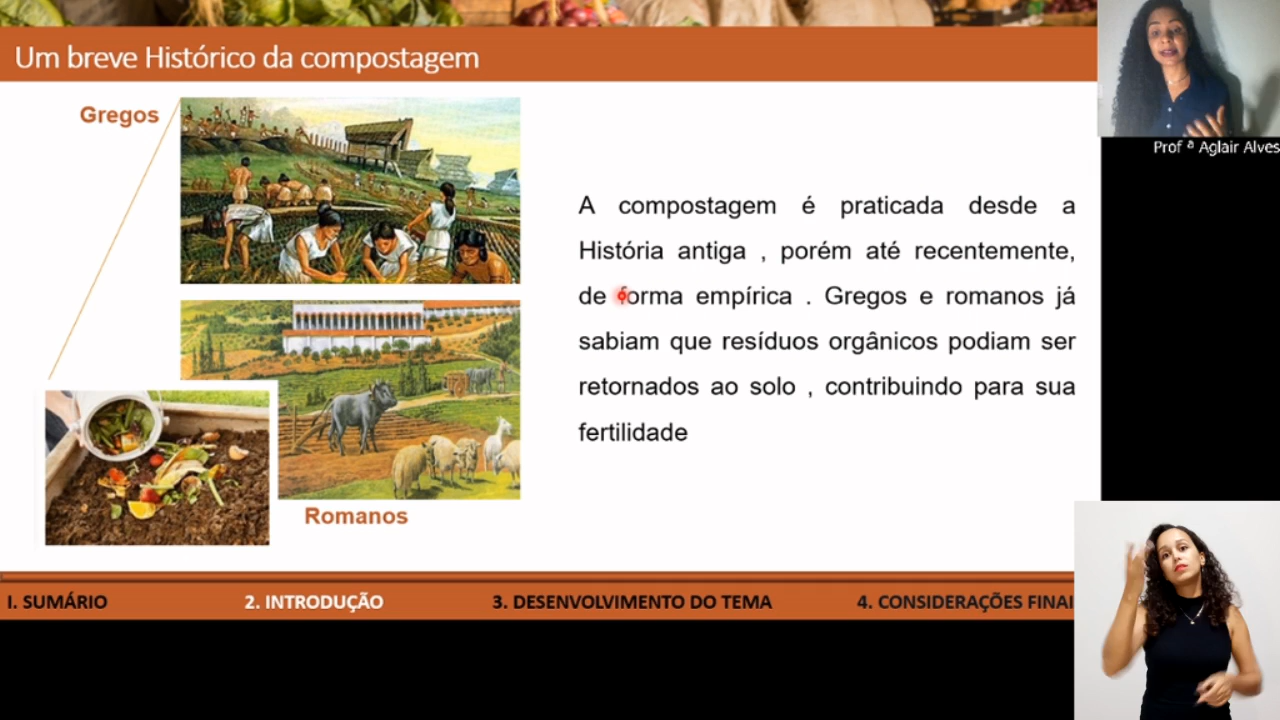 Um breve Histórico da compostagem
Prof ª Aglair Alves
Gregos
A compostagem é praticada desde a
História antiga , porém até recentemente,
de forma empírica . Gregos e romanos já
sabiam que resíduos orgânicos podiam ser
retornados ao solo , contribuindo para sua
fertilidade
Romanos
I. SUMÁRIO
2. INTRODUÇÃO
3. DESENVOLVIMENTO DO TEMA
4. CONSIDERAÇÕES FINAI